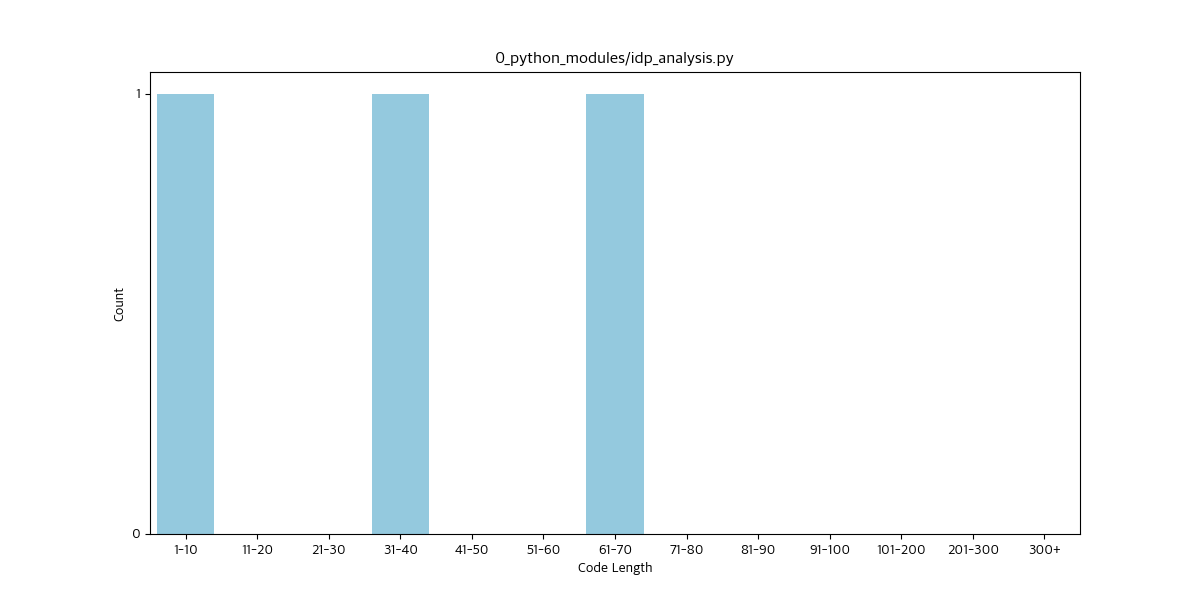 0_python_modules/idp_analysis.py
1
Count
0
1-10 11-20 21-30 31-40 41-50 51-60 61-70 71-80 81-90 91-100 101-200 201-300 300+
Code Length